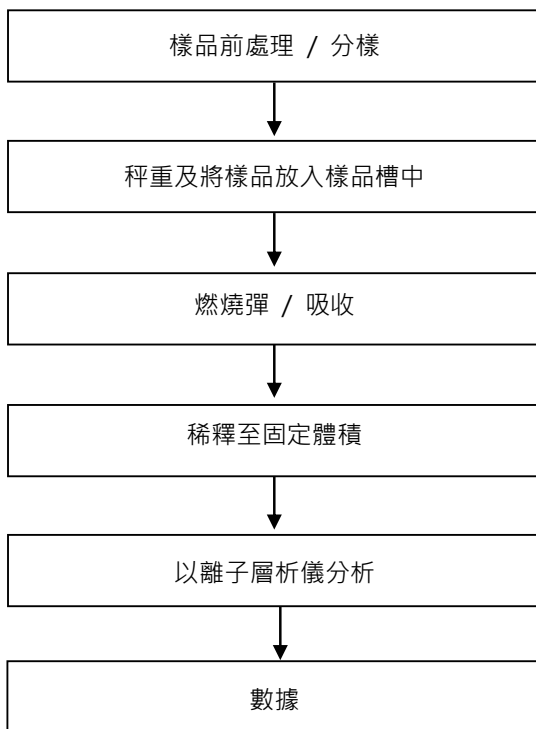 樣品前處理 / 分樣
秤重及將樣品放入樣品槽中
燃燒彈 / 吸收
稀釋至固定體積
以離子層析儀分析
數據